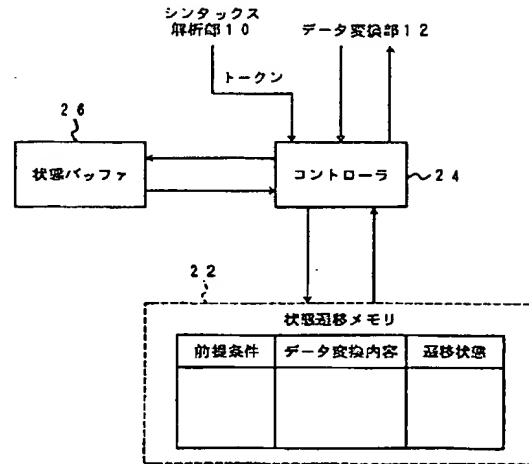 シンタックス
解析部10
データ変換部12
トークン
26
状態バッファ
コントローラ
24
22
状態遷移メモリ
前提条件 データ変換内容 遷移状態